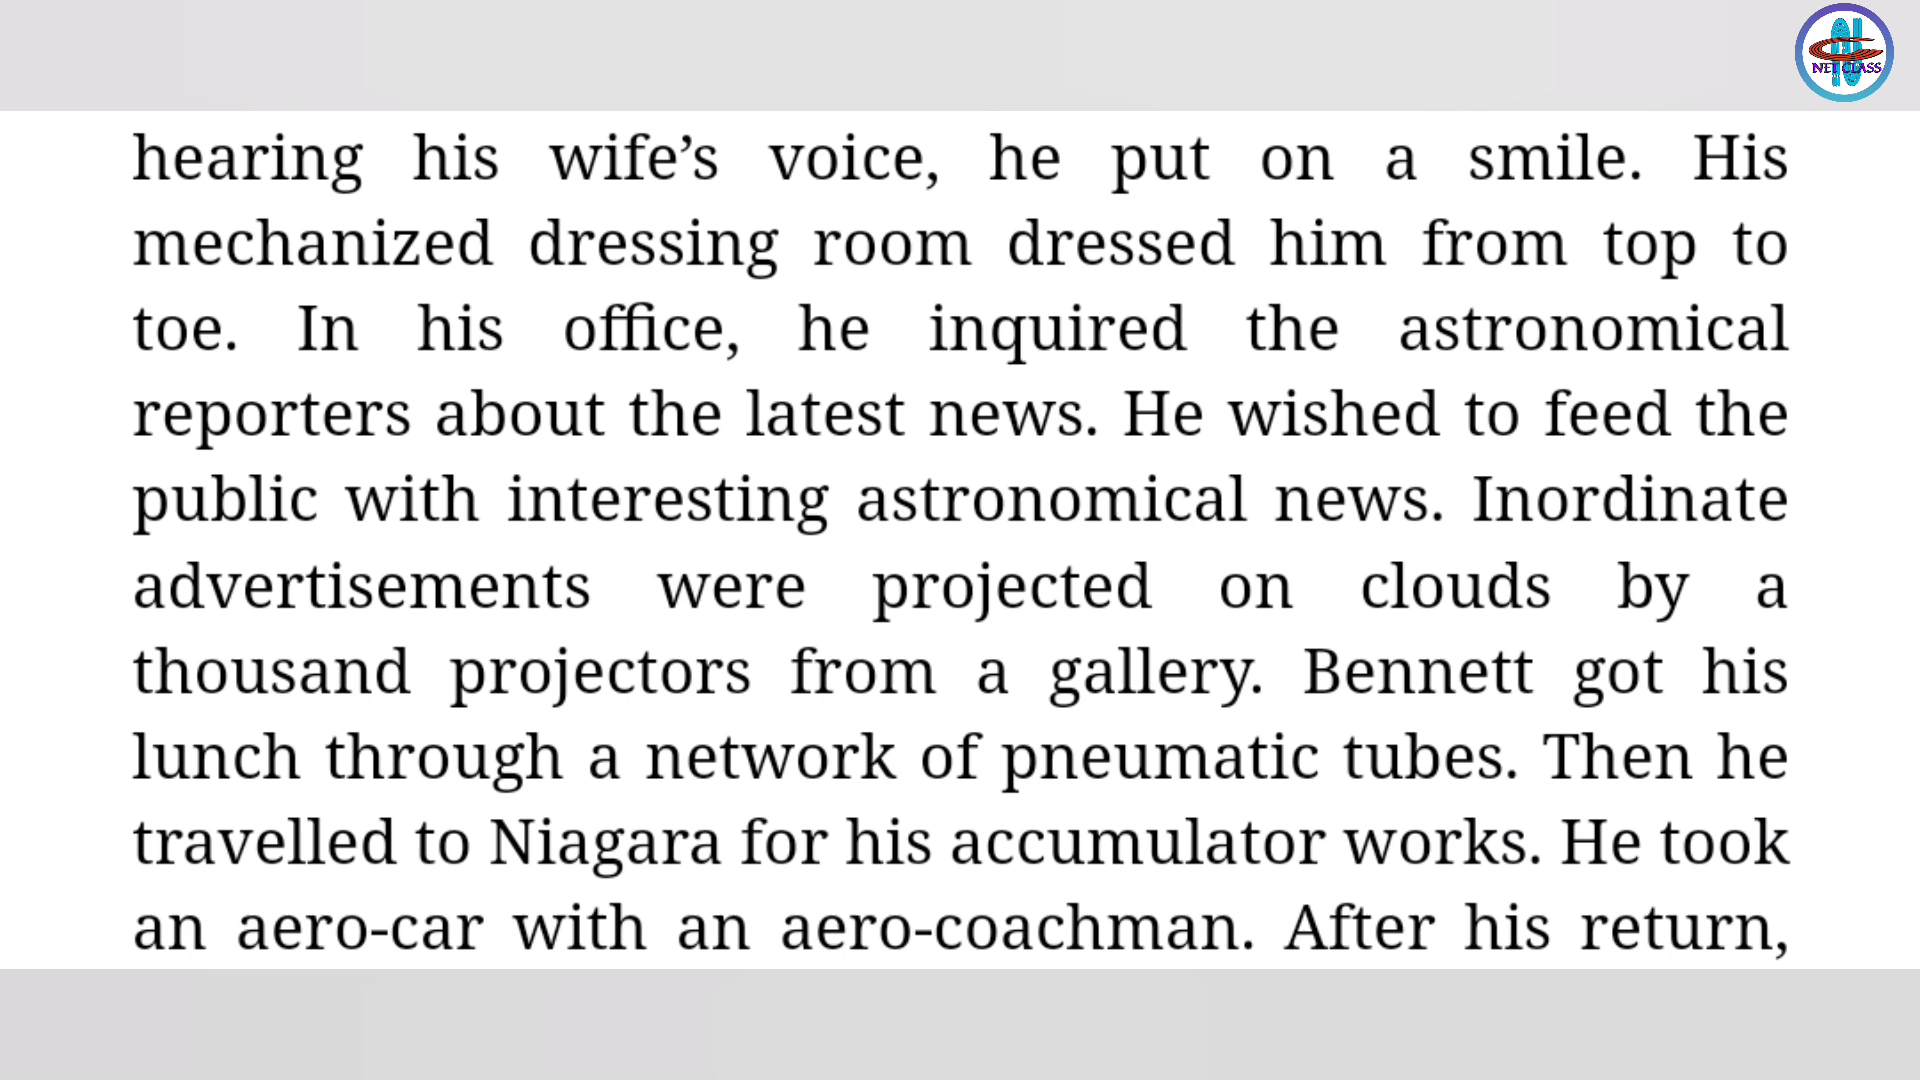 NET CLASS
hearing his wife’s voice, he put on a smile. His
mechanized dressing room dressed him from top to
toe. In his office, he inquired the astronomical
reporters about the latest news. He wished to feed the
public with interesting astronomical news. Inordinate
advertisements were projected on clouds by a
thousand projectors from a gallery. Bennett got his
lunch through a network of pneumatic tubes. Then he
travelled to Niagara for his accumulator works. He took
an aero-car with an aero-coachman. After his return,